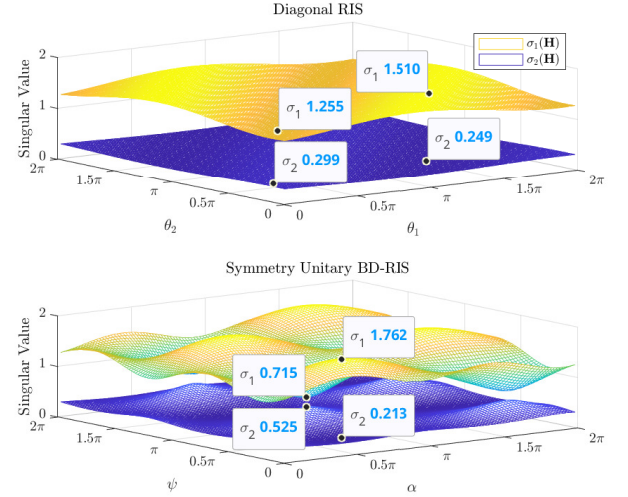 Diagonal RIS
σ₁(H)
σ₂(H)
Singular Value
2
1
0
σ₁ 1.510
σ₁ 1.255
σ₂ 0.299
σ₂ 0.249
2π
1.5π
π
0.5π
0
θ₂
0
0.5π
π
1.5π
2π
θ₁
Symmetry Unitary BD-RIS
Singular Value
2
1
0
σ₁ 1.762
σ₁ 0.715
σ₂ 0.525
σ₂ 0.213
2π
1.5π
π
0.5π
0
ψ
0
0.5π
π
1.5π
2π
α